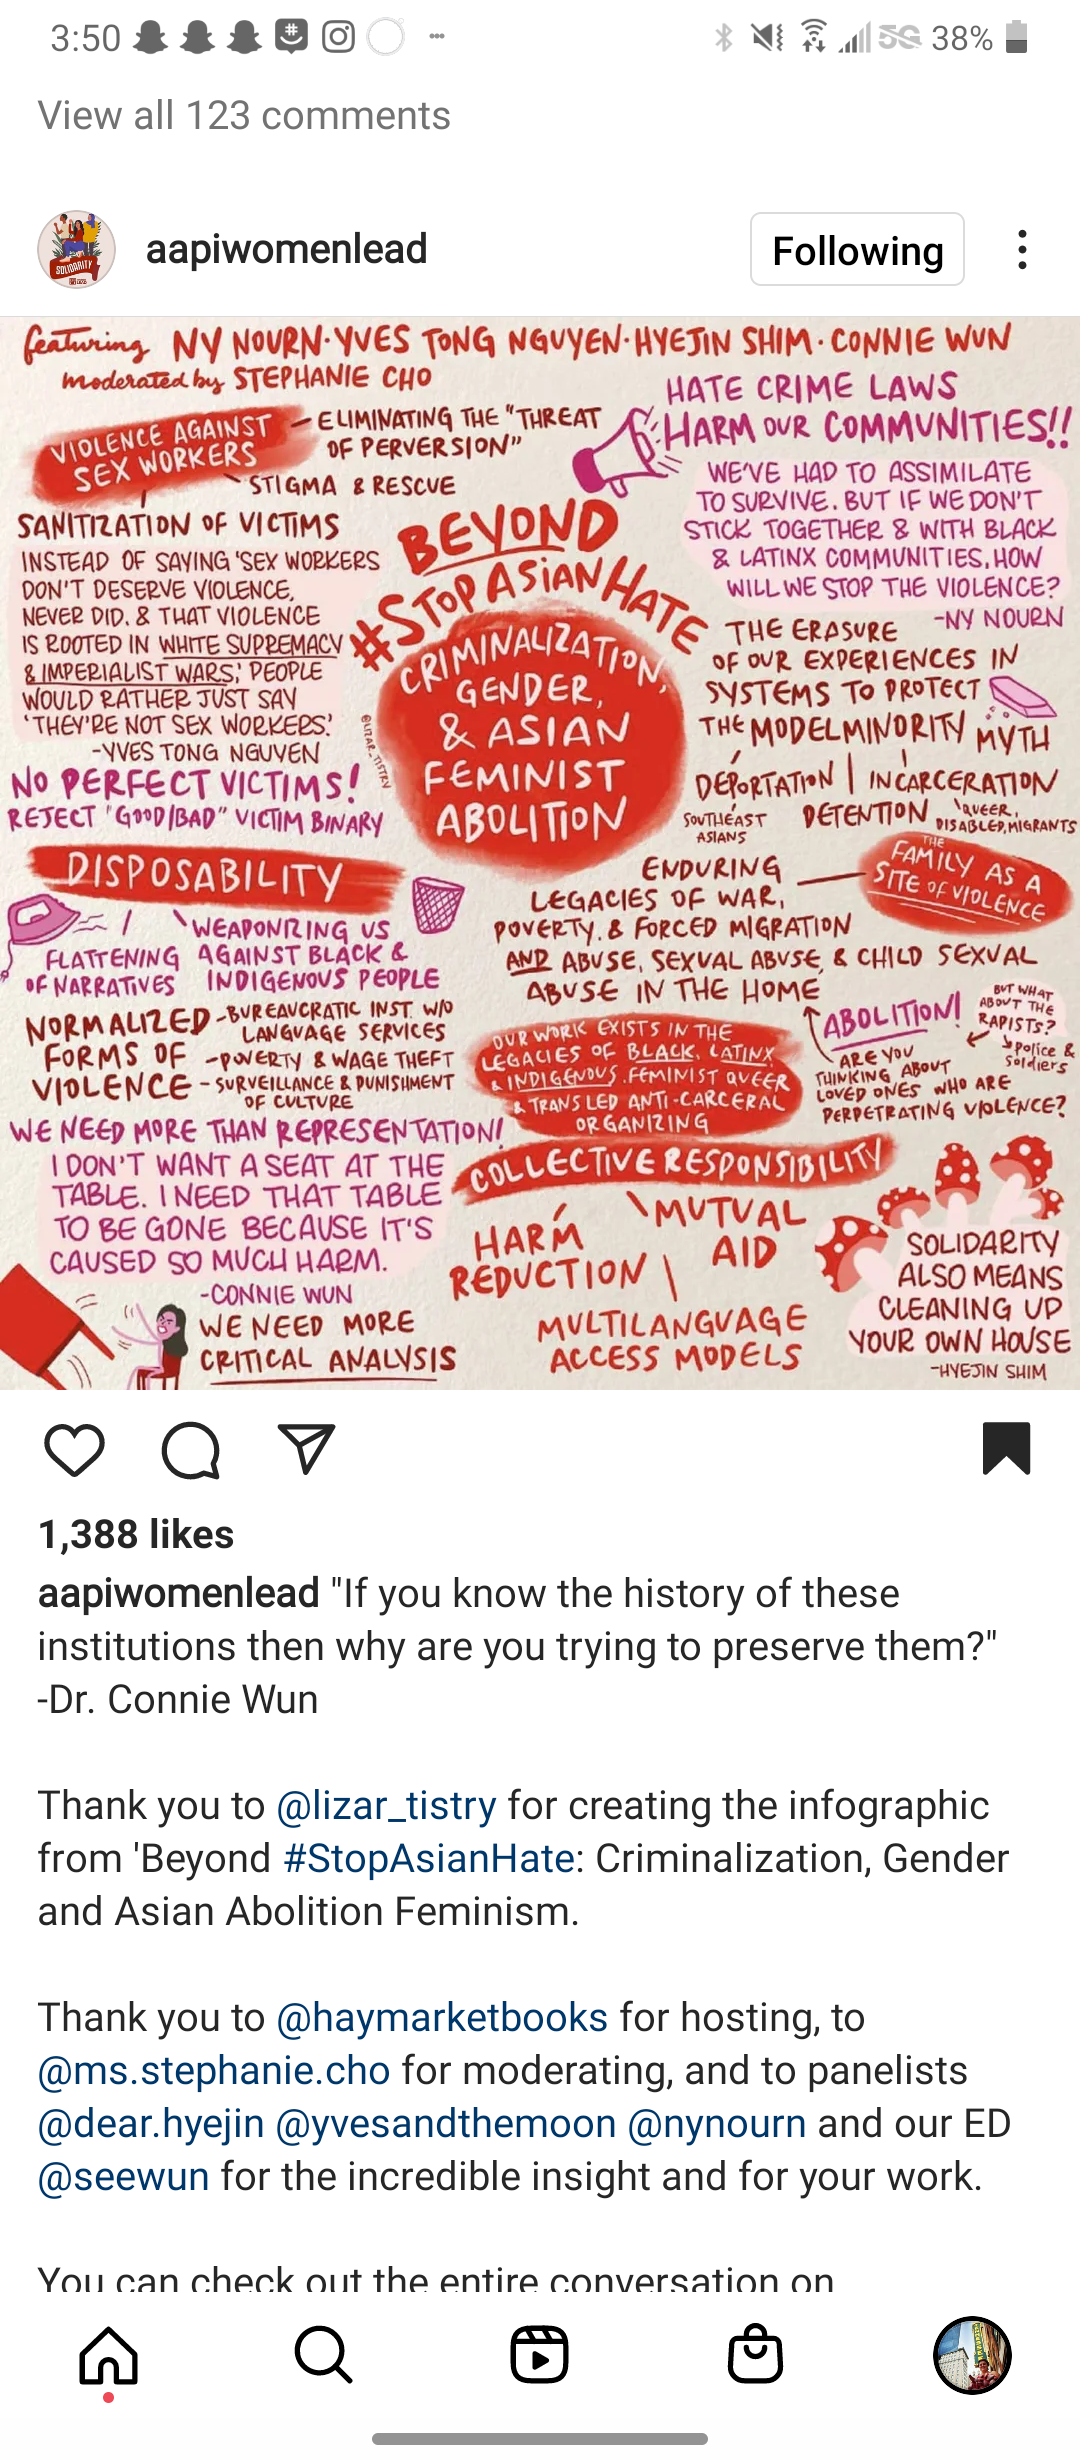 3:50
5G 38%
View all 123 comments
SOLIDARITY
aapiwomenlead
Following
featuring NY NOURN·YVES TONG NGUYEN·HYEJIN SHIM·CONNIE WUN
moderated by STEPHANIE CHO
VIOLENCE AGAINST
SEX WORKERS
- ELIMINATING THE "THREAT
OF PERVERSION"
STIGMA & RESCUE
SANITIZATION OF VICTIMS
INSTEAD OF SAYING 'SEX WORKERS
DON'T DESERVE VIOLENCE,
NEVER DID. & THAT VIOLENCE
IS ROOTED IN WHITE SUPREMACY
& IMPERIALIST WARS', PEOPLE
WOULD RATHER JUST SAY
'THEY'RE NOT SEX WORKERS.'
-YVES TONG NGUYEN
NO PERFECT VICTIMS!
REJECT "GOOD/BAD" VICTIM BINARY
BEYOND
#STOPASIANHATE
CRIMINALIZATION,
GENDER,
& ASIAN
FEMINIST
ABOLITION
@LIZAR_TISTRY
HATE CRIME LAWS
HARM OUR COMMUNITIES!!
WE'VE HAD TO ASSIMILATE
TO SURVIVE. BUT IF WE DON'T
STICK TOGETHER & WITH BLACK
& LATINX COMMUNITIES, HOW
WILL WE STOP THE VIOLENCE?
-NY NOURN
THE ERASURE
OF OUR EXPERIENCES IN
SYSTEMS TO PROTECT
THE MODEL MINORITY MYTH
DEPORTATION | INCARCERATION
SOUTHEAST
ASIANS
DETENTION
QUEER,
DISABLED, MIGRANTS
THE
FAMILY AS A
SITE OF VIOLENCE
ENDURING
LEGACIES OF WAR,
POVERTY, & FORCED MIGRATION
AND ABUSE, SEXUAL ABUSE, & CHILD SEXUAL
ABUSE IN THE HOME
DISPOSABILITY
WEAPONIZING US
AGAINST BLACK &
INDIGENOUS PEOPLE
FLATTENING
OF NARRATIVES
NORMALIZED
FORMS OF
VIOLENCE
-BUREAUCRATIC INST. W/O
LANGUAGE SERVICES
-POVERTY & WAGE THEFT
- SURVEILLANCE & PUNISHMENT
OF CULTURE
OUR WORK EXISTS IN THE
LEGACIES OF BLACK, LATINX,
& INDIGENOUS. FEMINIST QUEER
& TRANS LED ANTI-CARCERAL
ORGANIZING
ABOLITION!
BUT WHAT
ABOUT THE
RAPISTS?
Police &
Soldiers
ARE YOU
THINKING ABOUT
LOVED ONES WHO ARE
PERPETRATING VIOLENCE?
WE NEED MORE THAN REPRESENTATION!
I DON'T WANT A SEAT AT THE
TABLE. I NEED THAT TABLE
TO BE GONE BECAUSE IT'S
CAUSED SO MUCH HARM.
-CONNIE WUN
WE NEED MORE
CRITICAL ANALYSIS
COLLECTIVE RESPONSIBILITY
HARM
REDUCTION
MUTUAL
AID
MULTILANGUAGE
ACCESS MODELS
SOLIDARITY
ALSO MEANS
CLEANING UP
YOUR OWN HOUSE
-HYEJIN SHIM
1,388 likes
aapiwomenlead "If you know the history of these
institutions then why are you trying to preserve them?"
-Dr. Connie Wun
Thank you to @lizar_tistry for creating the infographic
from 'Beyond #StopAsianHate: Criminalization, Gender
and Asian Abolition Feminism.
Thank you to @haymarketbooks for hosting, to
@ms.stephanie.cho for moderating, and to panelists
@dear.hyejin @yvesandthemoon @nynourn and our ED
@seewun for the incredible insight and for your work.
You can check out the entire conversation on